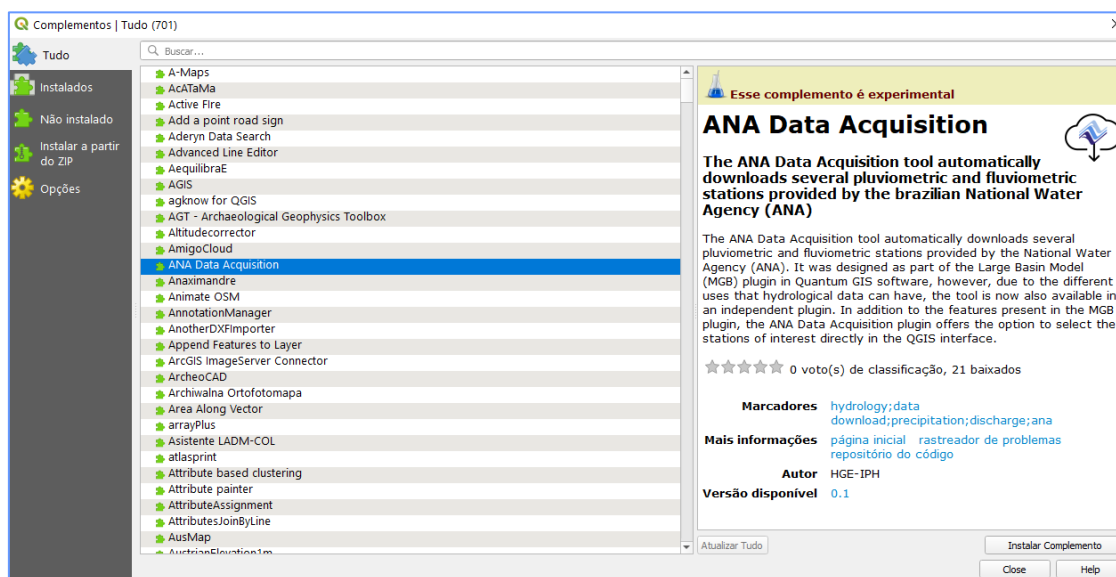 Complementos | Tudo (701)
Tudo
Instalados
Não instalado
Instalar a partir
do ZIP
Opções
Buscar...
A-Maps
AcATaMa
Active FIre
Add a point road sign
Aderyn Data Search
Advanced Line Editor
AequilibraE
AGIS
agknow for QGIS
AGT - Archaeological Geophysics Toolbox
Altitudecorrector
AmigoCloud
ANA Data Acquisition
Anaximandre
Animate OSM
AnnotationManager
AnotherDXFImporter
Append Features to Layer
ArcGIS ImageServer Connector
ArcheoCAD
Archiwalna Ortofotomapa
Area Along Vector
arrayPlus
Asistente LADM-COL
atlasprint
Attribute based clustering
Attribute painter
AttributeAssignment
AttributesJoinByLine
AusMap
AustrianElevation1m
Esse complemento é experimental
ANA Data Acquisition
The ANA Data Acquisition tool automatically
downloads several pluviometric and fluviometric
stations provided by the brazilian National Water
Agency (ANA)
The ANA Data Acquisition tool automatically downloads several
pluviometric and fluviometric stations provided by the National Water
Agency (ANA). It was designed as part of the Large Basin Model
(MGB) plugin in Quantum GIS software, however, due to the different
uses that hydrological data can have, the tool is now also available in
an independent plugin. In addition to the features present in the MGB
plugin, the ANA Data Acquisition plugin offers the option to select the
stations of interest directly in the QGIS interface.
0 voto(s) de classificação, 21 baixados
Marcadores hydrology;data
download;precipitation;discharge;ana
Mais informações página inicial rastreador de problemas
repositório do código
Autor HGE-IPH
Versão disponível 0.1
Atualizar Tudo
Instalar Complemento
Close
Help